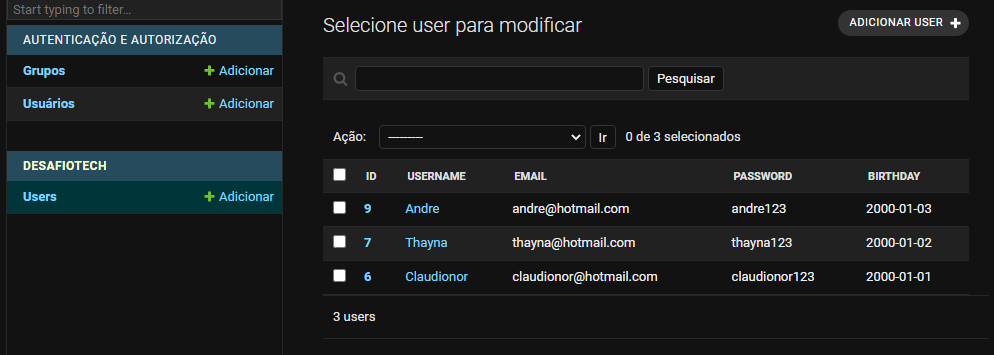 Start typing to filter...
AUTENTICAÇÃO E AUTORIZAÇÃO
Grupos + Adicionar
Usuários + Adicionar
DESAFIOTECH
Users + Adicionar
Selecione user para modificar
ADICIONAR USER +
Pesquisar
Ação: --------- Ir 0 de 3 selecionados
ID USERNAME EMAIL PASSWORD BIRTHDAY
9 Andre andre@hotmail.com andre123 2000-01-03
7 Thayna thayna@hotmail.com thayna123 2000-01-02
6 Claudionor claudionor@hotmail.com claudionor123 2000-01-01
3 users